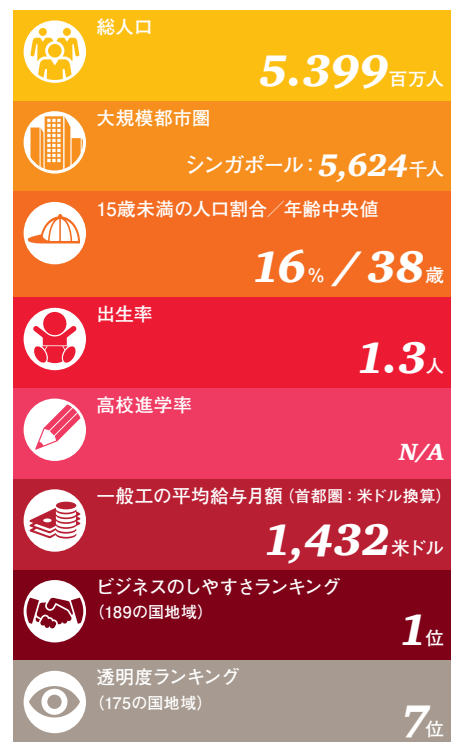 総人口
5.399百万人
大規模都市圏
シンガポール：5,624千人
15歳未満の人口割合／年齢中央値
16% / 38歳
出生率
1.3人
高校進学率
N/A
一般工の平均給与月額（首都圏：米ドル換算）
1,432米ドル
ビジネスのしやすさランキング
（189の国地域）
1位
透明度ランキング
（175の国地域）
7位